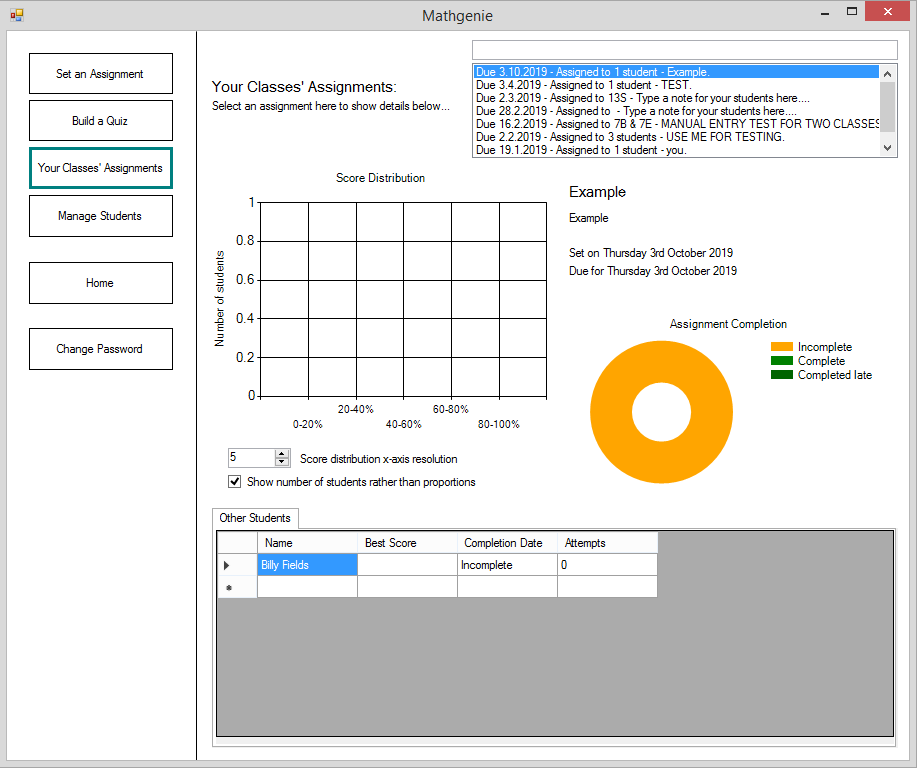 Mathgenie
Set an Assignment
Build a Quiz
Your Classes' Assignments
Manage Students
Home
Change Password
Your Classes' Assignments:
Select an assignment here to show details below...
Due 3.10.2019 - Assigned to 1 student - Example.
Due 3.4.2019 - Assigned to 1 student - TEST.
Due 2.3.2019 - Assigned to 13S - Type a note for your students here....
Due 28.2.2019 - Assigned to  - Type a note for your students here....
Due 16.2.2019 - Assigned to 7B & 7E - MANUAL ENTRY TEST FOR TWO CLASSES
Due 2.2.2019 - Assigned to 3 students - USE ME FOR TESTING.
Due 19.1.2019 - Assigned to 1 student - you.
Score Distribution
Number of students
1
0.8
0.6
0.4
0.2
0
0-20%
20-40%
40-60%
60-80%
80-100%
Example
Example
Set on Thursday 3rd October 2019
Due for Thursday 3rd October 2019
Assignment Completion
Incomplete
Complete
Completed late
5
Score distribution x-axis resolution
Show number of students rather than proportions
Other Students
Name Best Score Completion Date Attempts
Billy Fields Incomplete 0